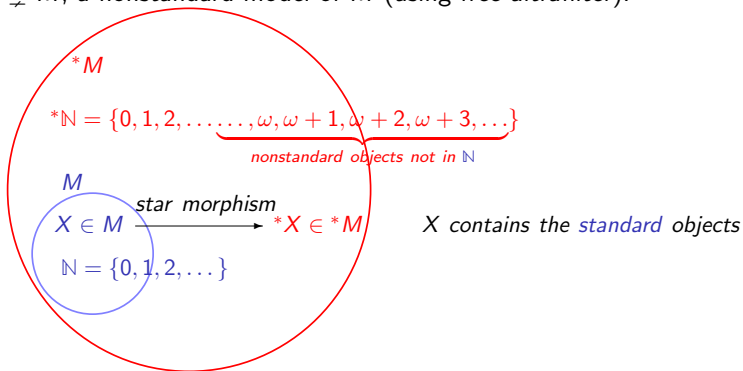 ≠ M, a nonstandard model of M (using free ultrafilter).
*M
*ℕ = {0, 1, 2, . . . . . . , ω, ω + 1, ω + 2, ω + 3, . . .}
nonstandard objects not in ℕ
M
star morphism
X ∈ M *X ∈ *M X contains the standard objects
ℕ = {0, 1, 2, . . . }